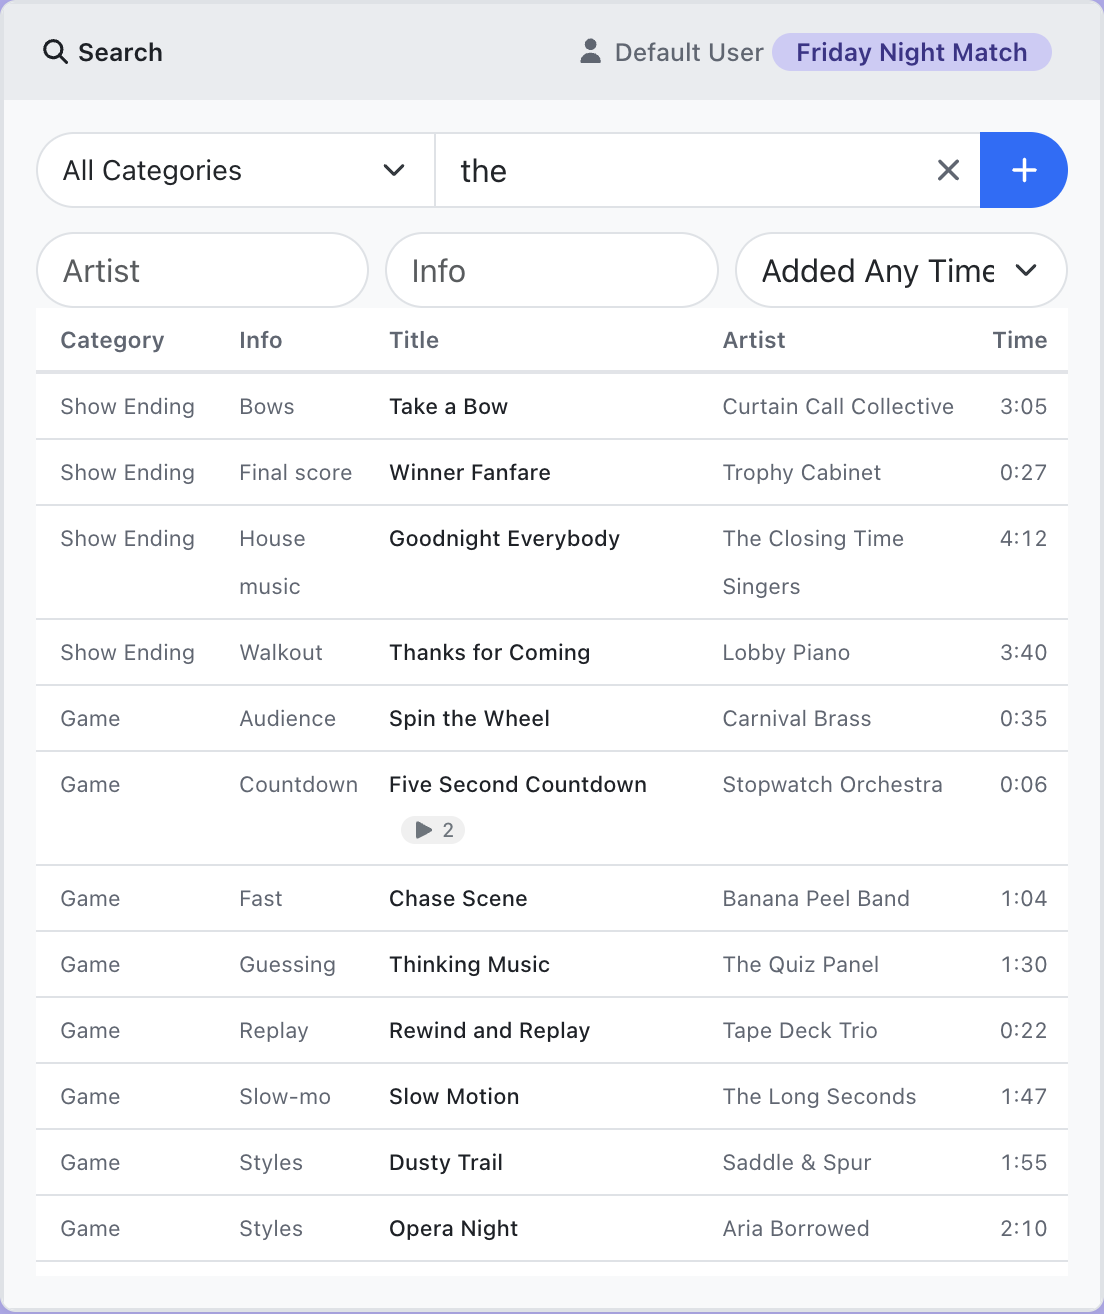 Search
Default User Friday Night Match
All Categories the
Artist Info Added Any Time
Category Info Title Artist Time
Show Ending Bows Take a Bow Curtain Call Collective 3:05
Show Ending Final score Winner Fanfare Trophy Cabinet 0:27
Show Ending House Goodnight Everybody The Closing Time 4:12
music Singers
Show Ending Walkout Thanks for Coming Lobby Piano 3:40
Game Audience Spin the Wheel Carnival Brass 0:35
Game Countdown Five Second Countdown Stopwatch Orchestra 0:06
2
Game Fast Chase Scene Banana Peel Band 1:04
Game Guessing Thinking Music The Quiz Panel 1:30
Game Replay Rewind and Replay Tape Deck Trio 0:22
Game Slow-mo Slow Motion The Long Seconds 1:47
Game Styles Dusty Trail Saddle & Spur 1:55
Game Styles Opera Night Aria Borrowed 2:10